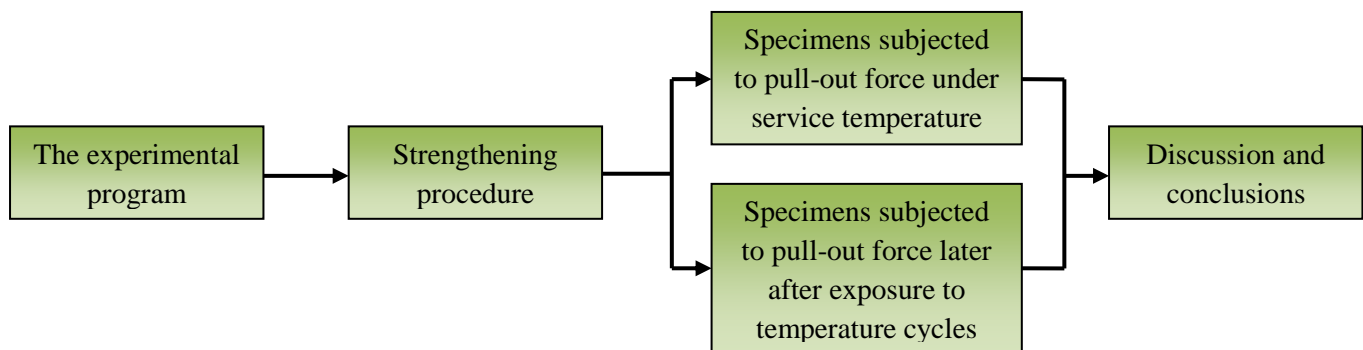 The experimental
program
Strengthening
procedure
Specimens subjected
to pull-out force under
service temperature
Specimens subjected
to pull-out force later
after exposure to
temperature cycles
Discussion and
conclusions